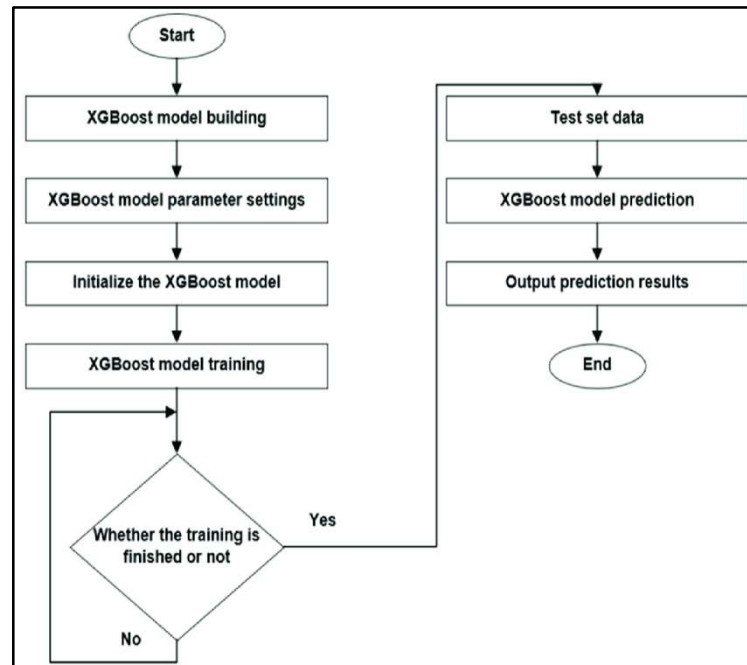 Start
XGBoost model building
XGBoost model parameter settings
Initialize the XGBoost model
XGBoost model training
Whether the training is
finished or not
Yes
No
Test set data
XGBoost model prediction
Output prediction results
End